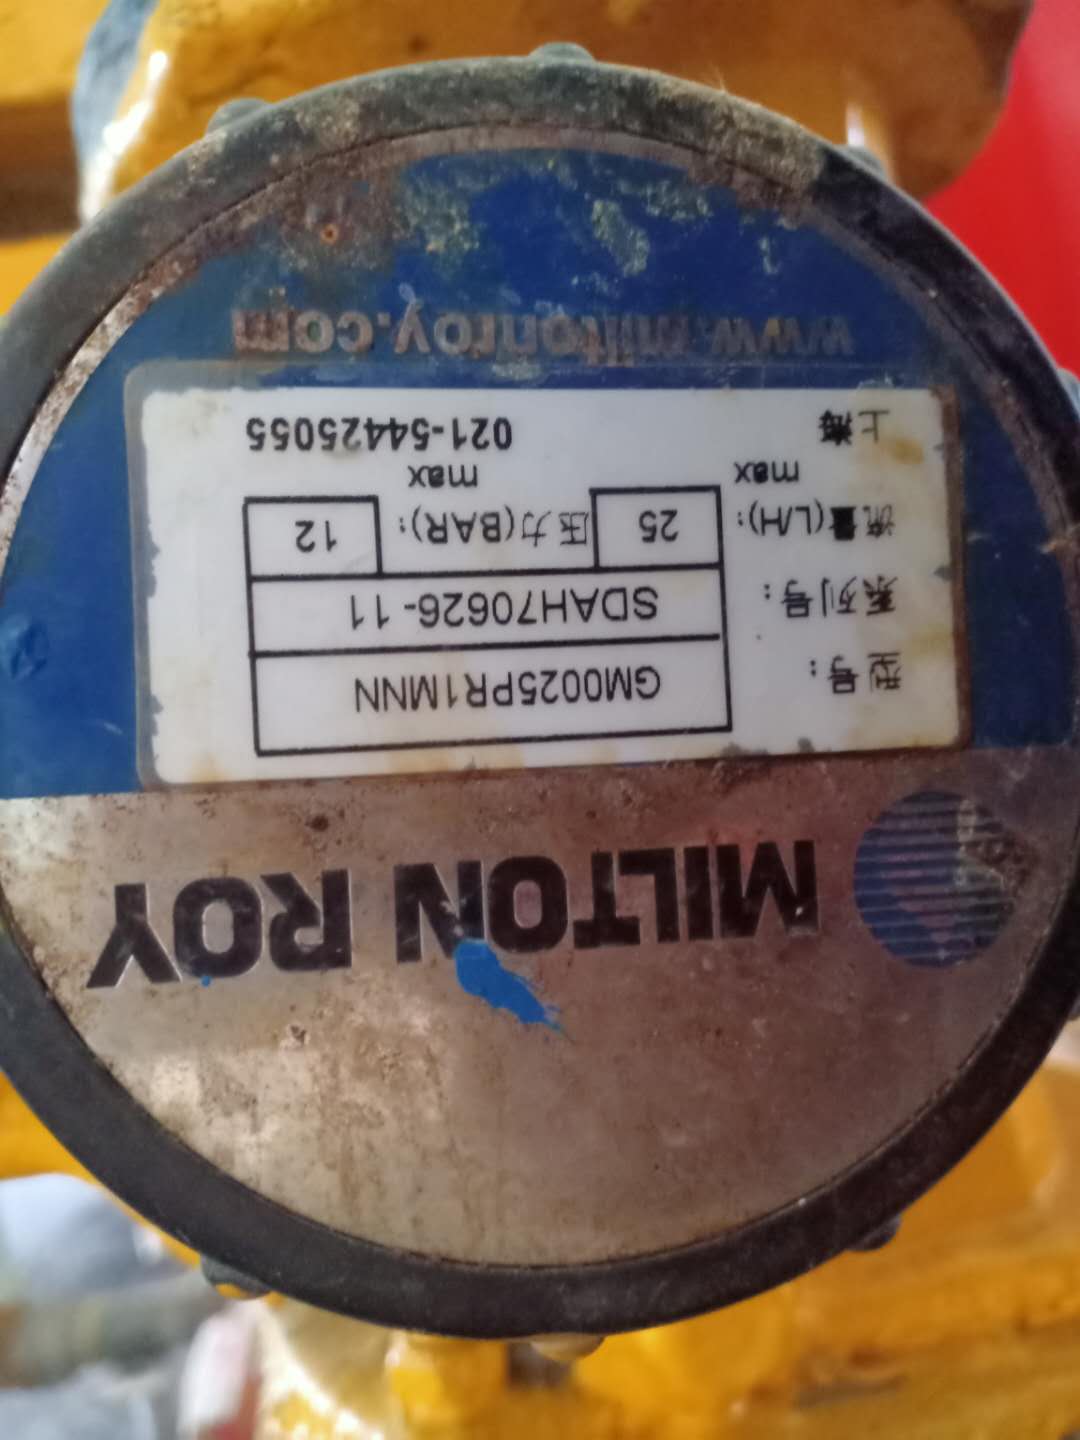 MILTON ROY
型号: GM0025PR1MNN
系列号: SDAH70626-11
流量(L/H): 25 压力(BAR): 12
max max
上海 021-54425055
www.miltonroy.com